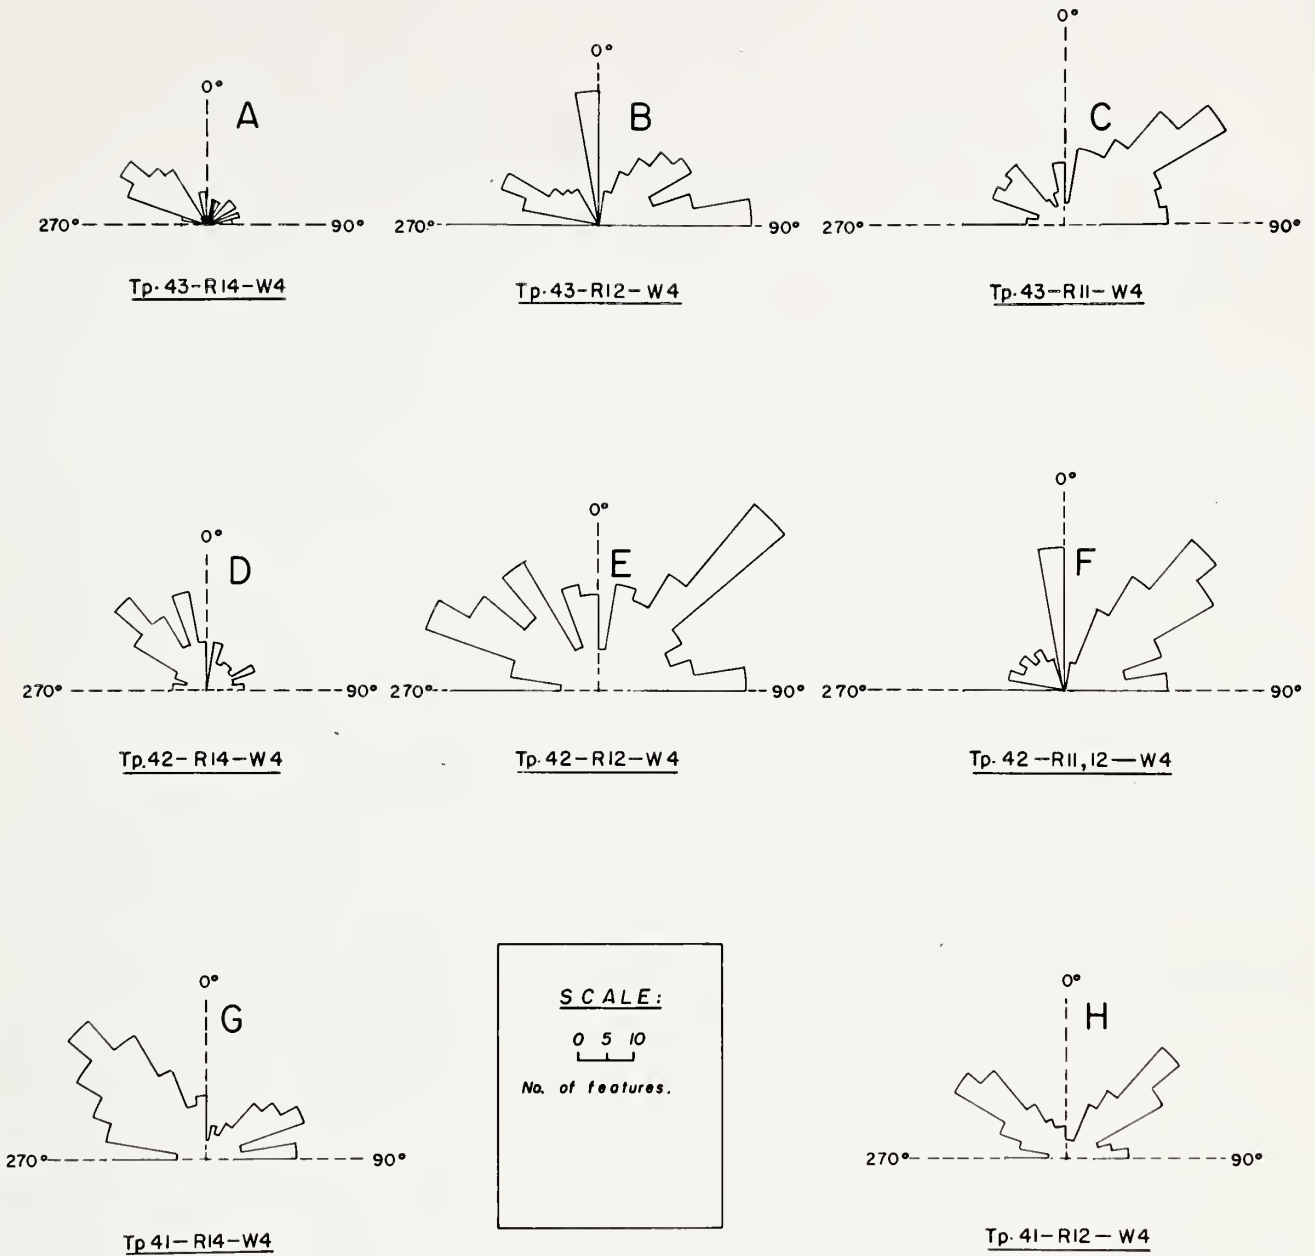 0°
A
270° 90°
Tp. 43-R14-W4
0°
B
270° 90°
Tp. 43-R12-W4
0°
C
270° 90°
Tp. 43-R11-W4
0°
D
270° 90°
Tp. 42-R14-W4
0°
E
270° 90°
Tp. 42-R12-W4
0°
F
270° 90°
Tp. 42-R11,12-W4
0°
G
270° 90°
Tp 41-R14-W4
SCALE:
0 5 10
No. of features.
0°
H
270° 90°
Tp. 41-R12-W4